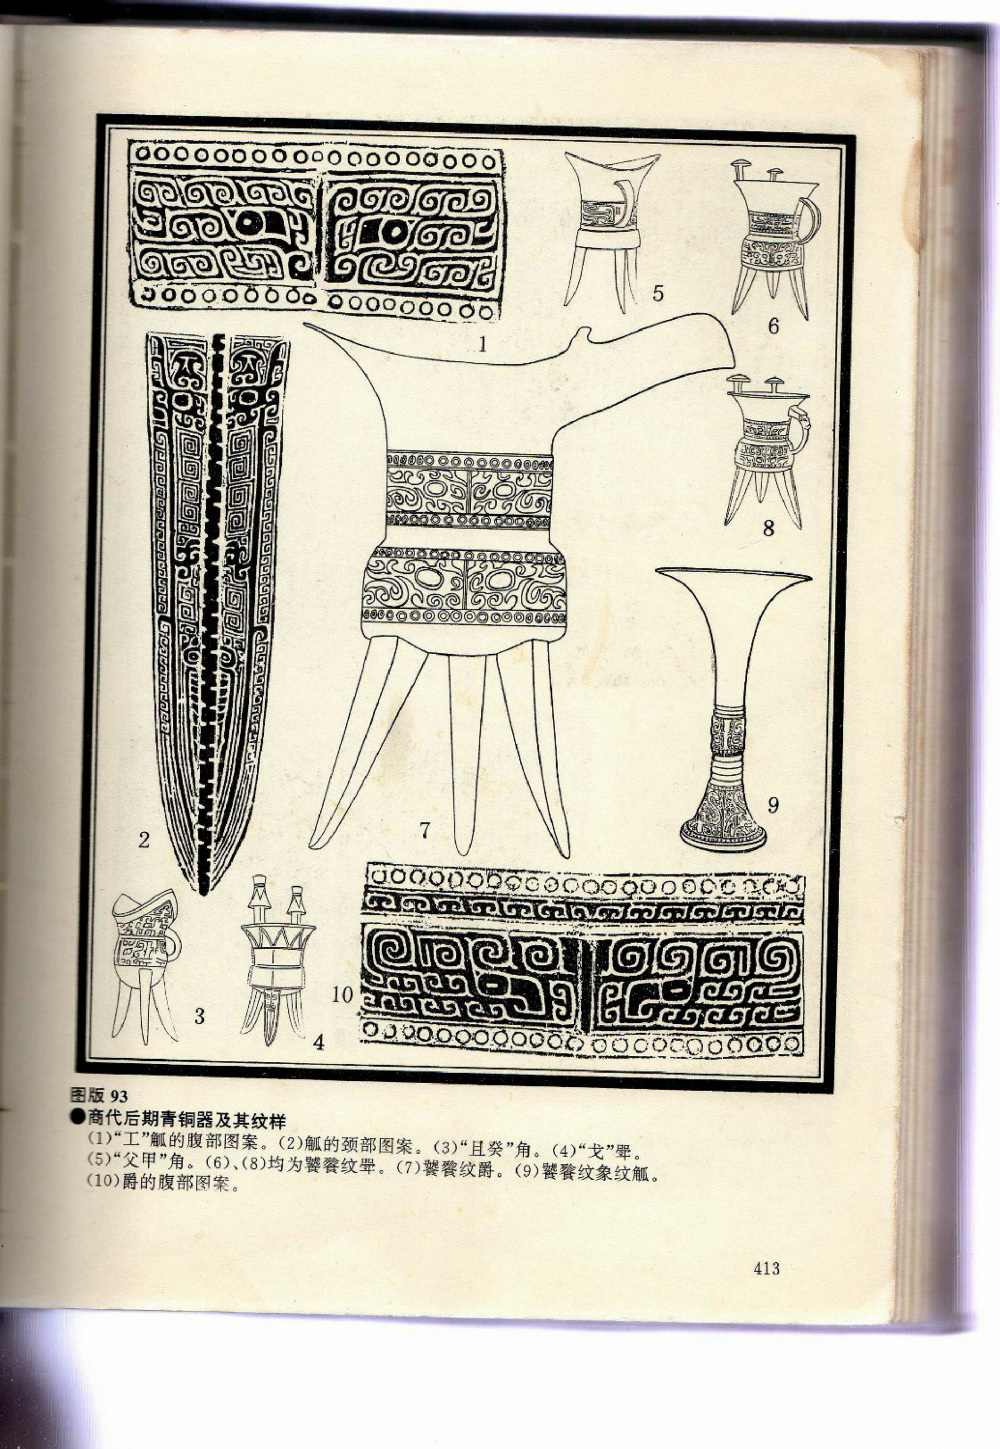 1
5
6
8
2
7
9
3
4
10
图版 93
●商代后期青铜器及其纹样
(1)“工”觚的腹部图案。(2)觚的颈部图案。(3)“且癸”角。(4)“戈”斝。
(5)“父甲”角。(6)、(8)均为饕餮纹斝。(7)饕餮纹爵。(9)饕餮纹象纹觚。
(10)爵的腹部图案。
413